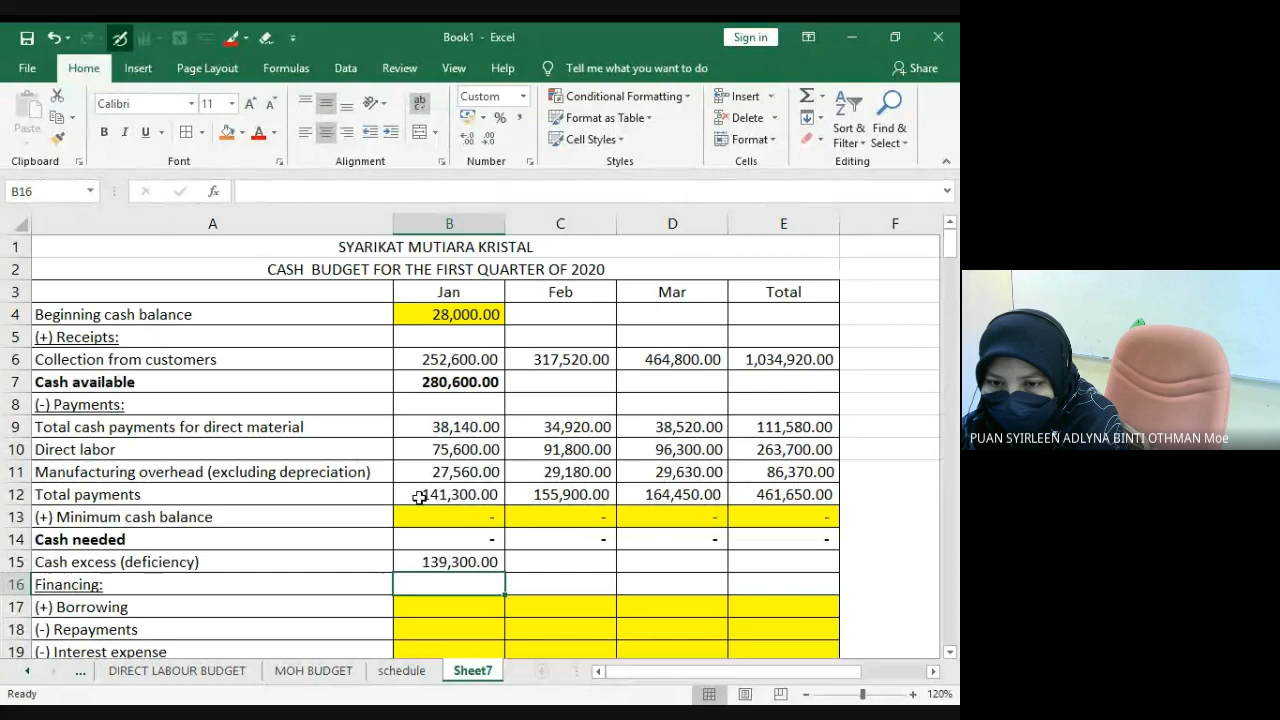 Book1 - Excel
Sign in
File Home Insert Page Layout Formulas Data Review View Help Tell me what you want to do Share
Paste
Calibri 11 A A
B I U A
ab
Custom
% ,
Conditional Formatting
Format as Table
Cell Styles
Insert
Delete
Format
Sort & Filter
Find & Select
Clipboard Font Alignment Number Styles Cells Editing
B16 fx
A B C D E F
1 SYARIKAT MUTIARA KRISTAL
2 CASH BUDGET FOR THE FIRST QUARTER OF 2020
3 Jan Feb Mar Total
4 Beginning cash balance 28,000.00
5 (+) Receipts:
6 Collection from customers 252,600.00 317,520.00 464,800.00 1,034,920.00
7 Cash available 280,600.00
8 (-) Payments:
9 Total cash payments for direct material 38,140.00 34,920.00 38,520.00 111,580.00
10 Direct labor 75,600.00 91,800.00 96,300.00 263,700.00
11 Manufacturing overhead (excluding depreciation) 27,560.00 29,180.00 29,630.00 86,370.00
12 Total payments 141,300.00 155,900.00 164,450.00 461,650.00
13 (+) Minimum cash balance - - - -
14 Cash needed - - - -
15 Cash excess (deficiency) 139,300.00
16 Financing:
17 (+) Borrowing
18 (-) Repayments
19 (-) Interest expense
... DIRECT LABOUR BUDGET MOH BUDGET schedule Sheet7
Ready 120%
PUAN SYIRLEEN ADLYNA BINTI OTHMAN Moe